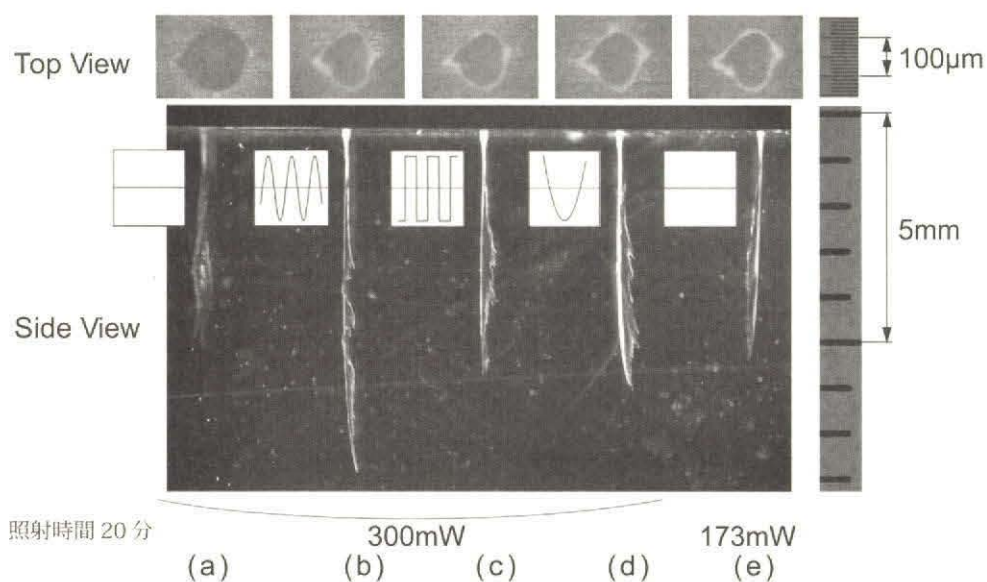 Top View
100µm
5mm
Side View
照射時間 20 分
300mW
173mW
(a)
(b)
(c)
(d)
(e)